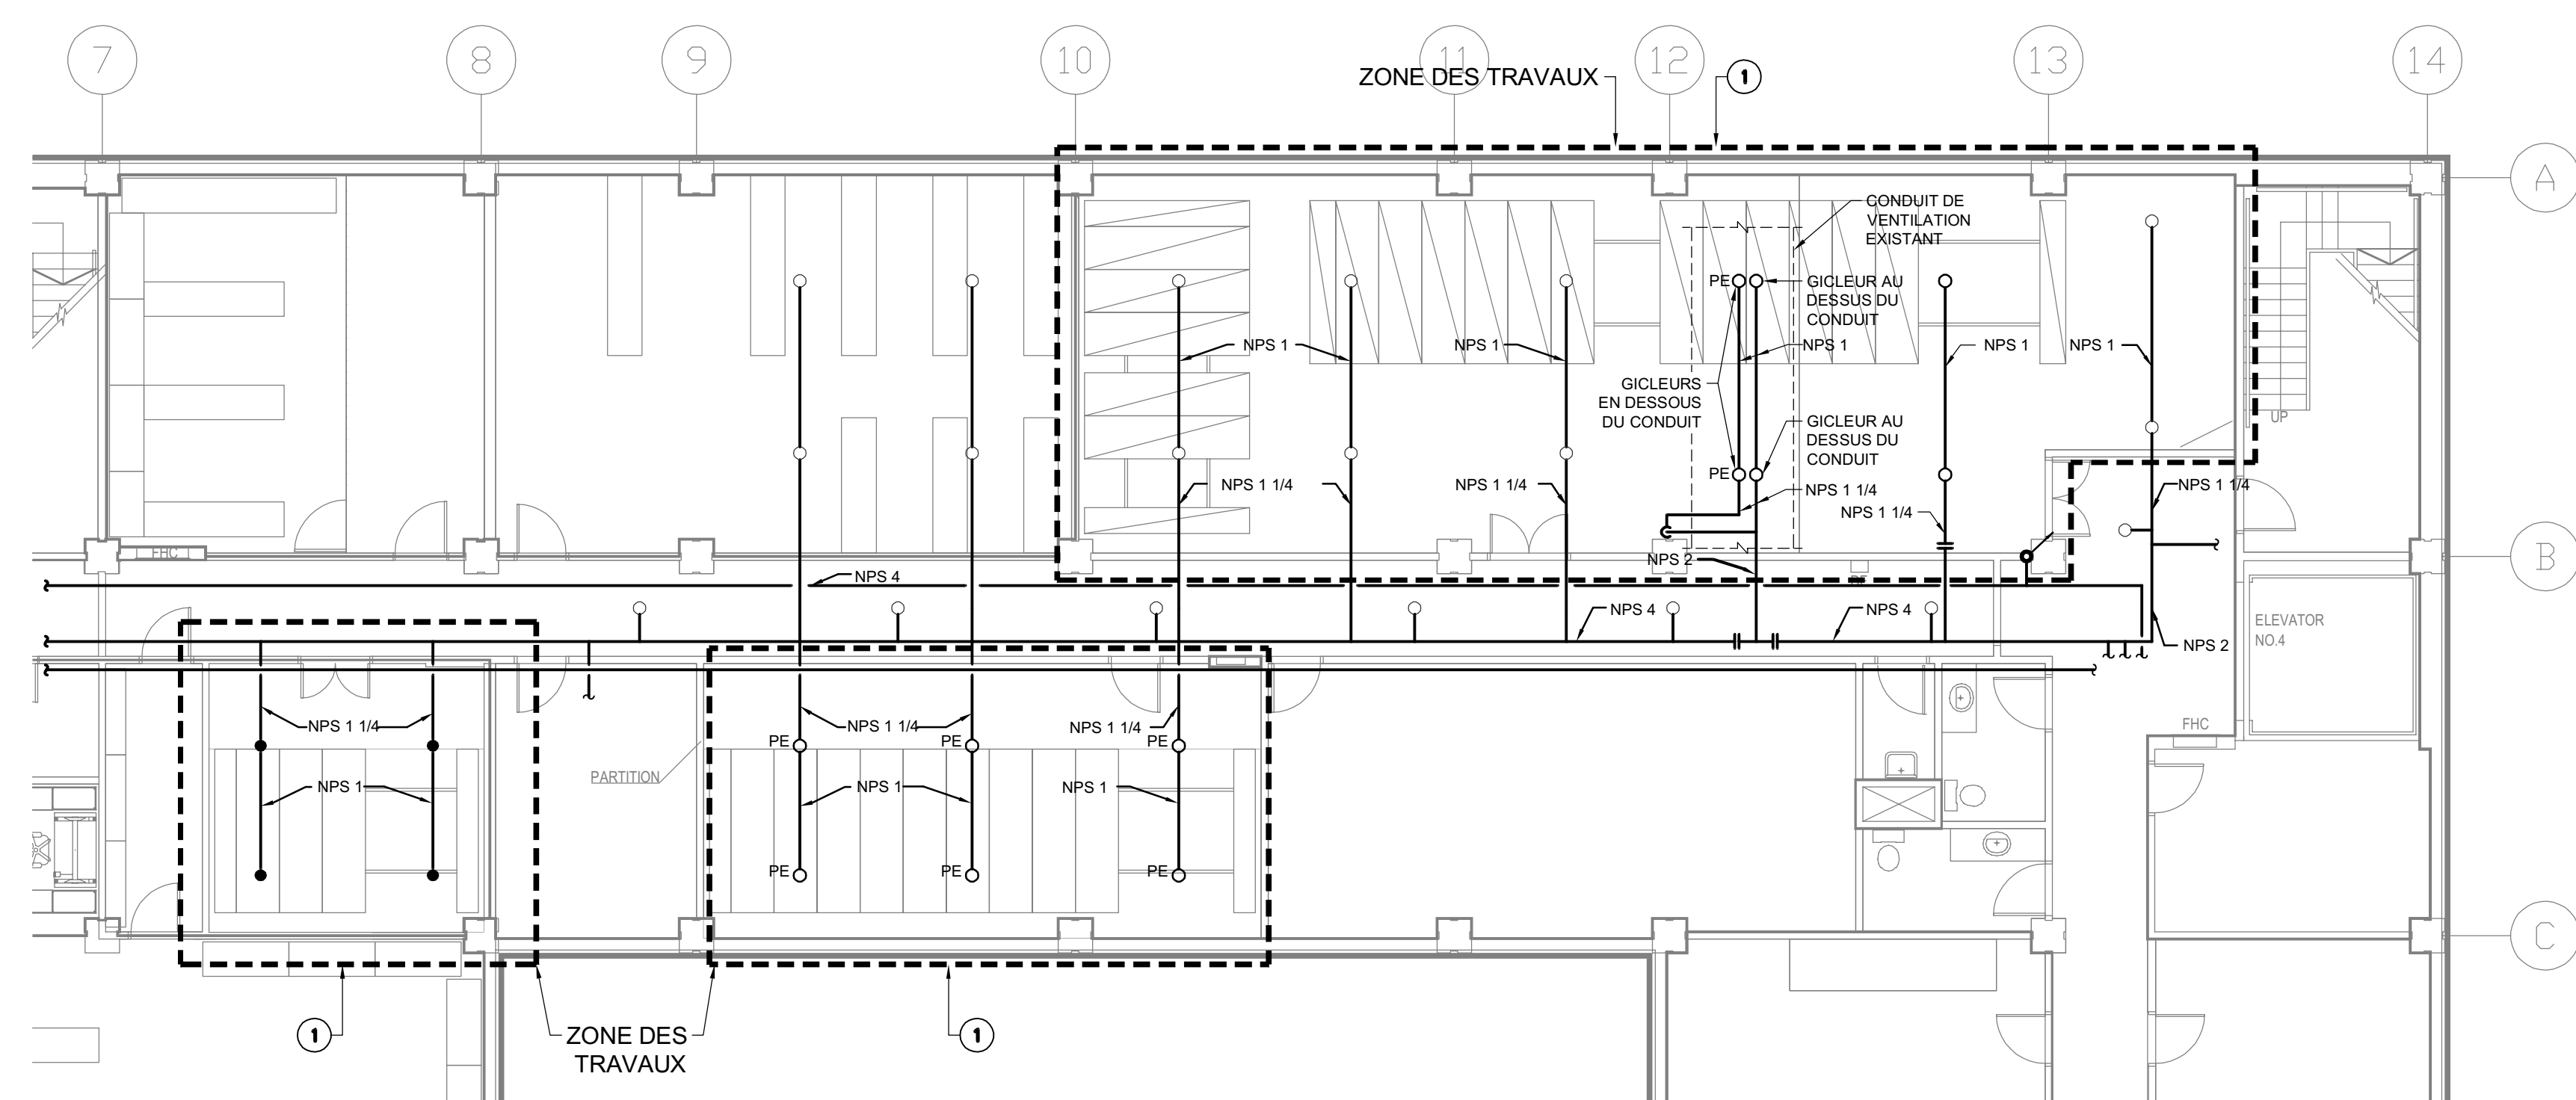 7
8
9
10
11
12
13
14
ZONE DES TRAVAUX
1
A
CONDUIT DE
VENTILATION
EXISTANT
PE
GICLEUR AU
DESSUS DU
CONDUIT
NPS 1
NPS 1
NPS 1
NPS 1
NPS 1
GICLEURS
EN DESSOUS
DU CONDUIT
UP
GICLEUR AU
DESSUS DU
CONDUIT
PE
NPS 1 1/4
NPS 1 1/4
NPS 1 1/4
NPS 1 1/4
NPS 1 1/4
FHC
NPS 2
B
NPS 4
NPS 4
NPS 4
ELEVATOR
NO.4
NPS 2
NPS 1 1/4
NPS 1 1/4
NPS 1 1/4
FHC
PE
PE
PE
PARTITION
NPS 1
NPS 1
NPS 1
PE
PE
PE
C
1
ZONE DES
TRAVAUX
1